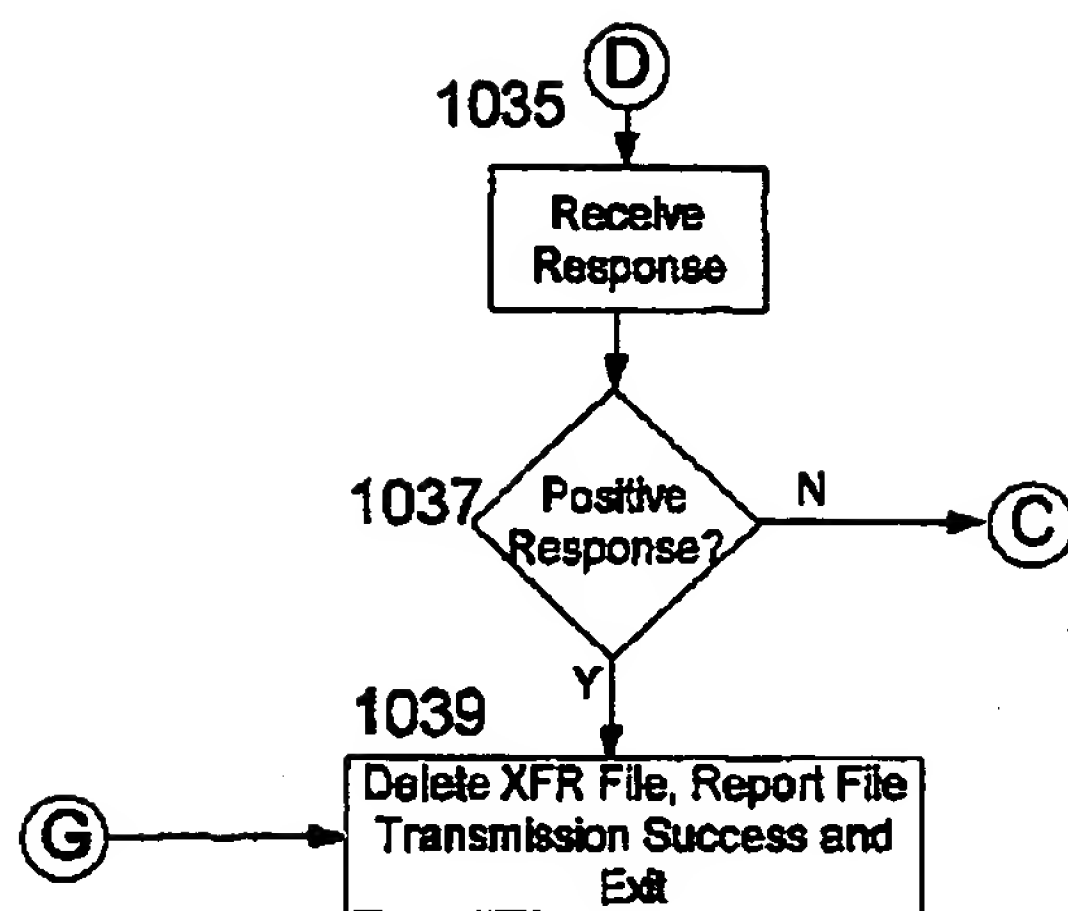 D
1035
Receive
Response
1037
Positive
Response?
N
C
Y
1039
Delete XFR File, Report File
Transmission Success and
Exit
G